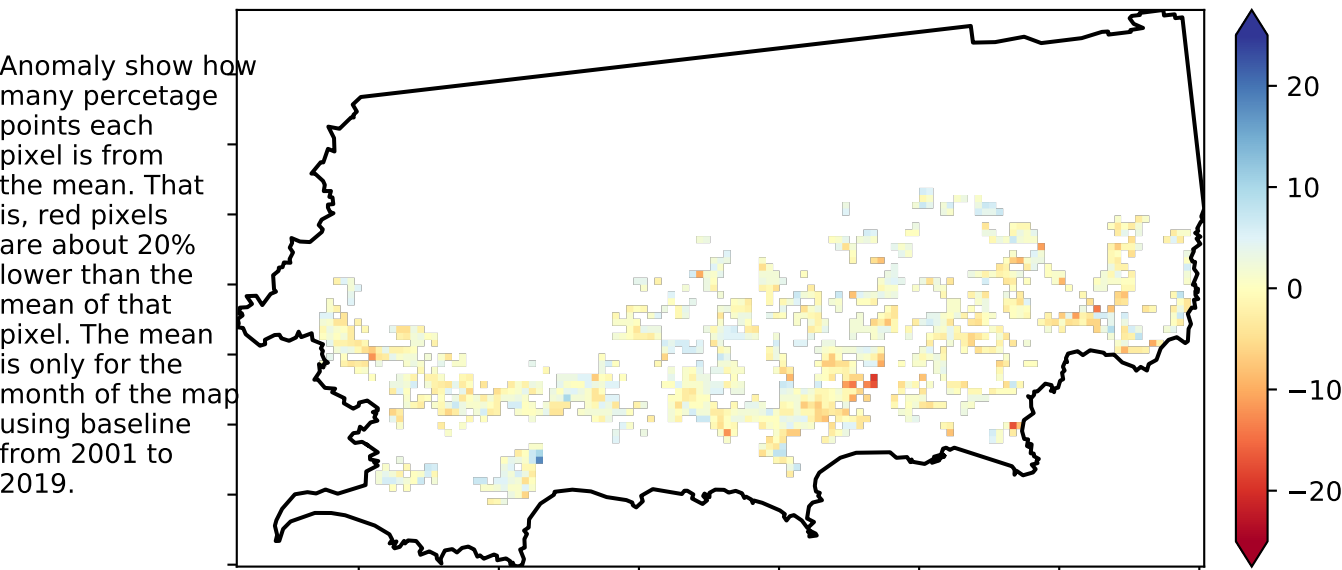 Anomaly show how
many percetage
points each
pixel is from
the mean. That
is, red pixels
are about 20%
lower than the
mean of that
pixel. The mean
is only for the
month of the map
using baseline
from 2001 to
2019.
20
10
0
−10
−20